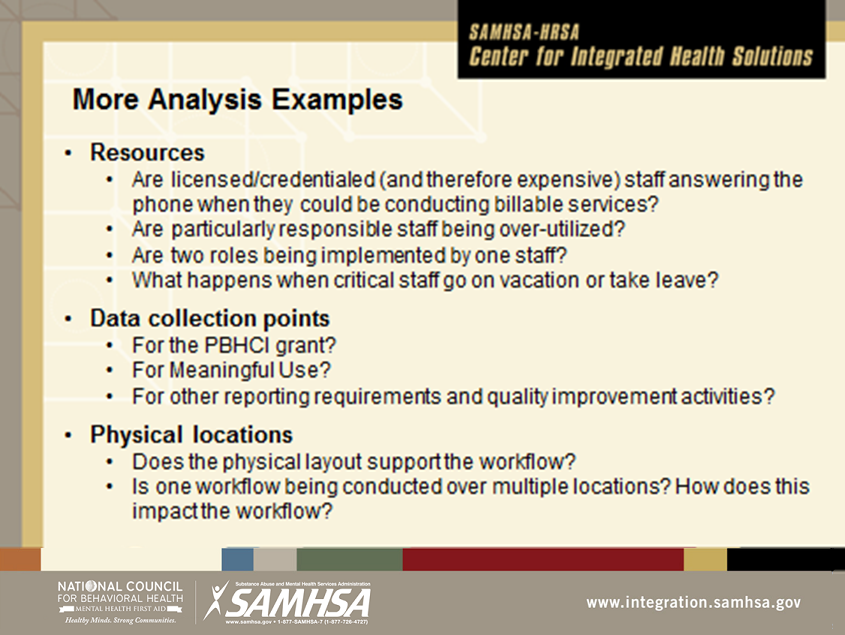 SAMHSA-HRSA
Center for Integrated Health Solutions
More Analysis Examples
• Resources
• Are licensed/credentialed (and therefore expensive) staff answering the
phone when they could be conducting billable services?
• Are particularly responsible staff being over-utilized?
• Are two roles being implemented by one staff?
• What happens when critical staff go on vacation or take leave?
• Data collection points
• For the PBHCI grant?
• For Meaningful Use?
• For other reporting requirements and quality improvement activities?
• Physical locations
• Does the physical layout support the workflow?
• Is one workflow being conducted over multiple locations? How does this
impact the workflow?
NATIONAL COUNCIL
FOR BEHAVIORAL HEALTH
MENTAL HEALTH FIRST AID
Healthy Minds. Strong Communities.
Substance Abuse and Mental Health Services Administration
SAMHSA
www.samhsa.gov • 1-877-SAMHSA-7 (1-877-726-4727)
www.integration.samhsa.gov